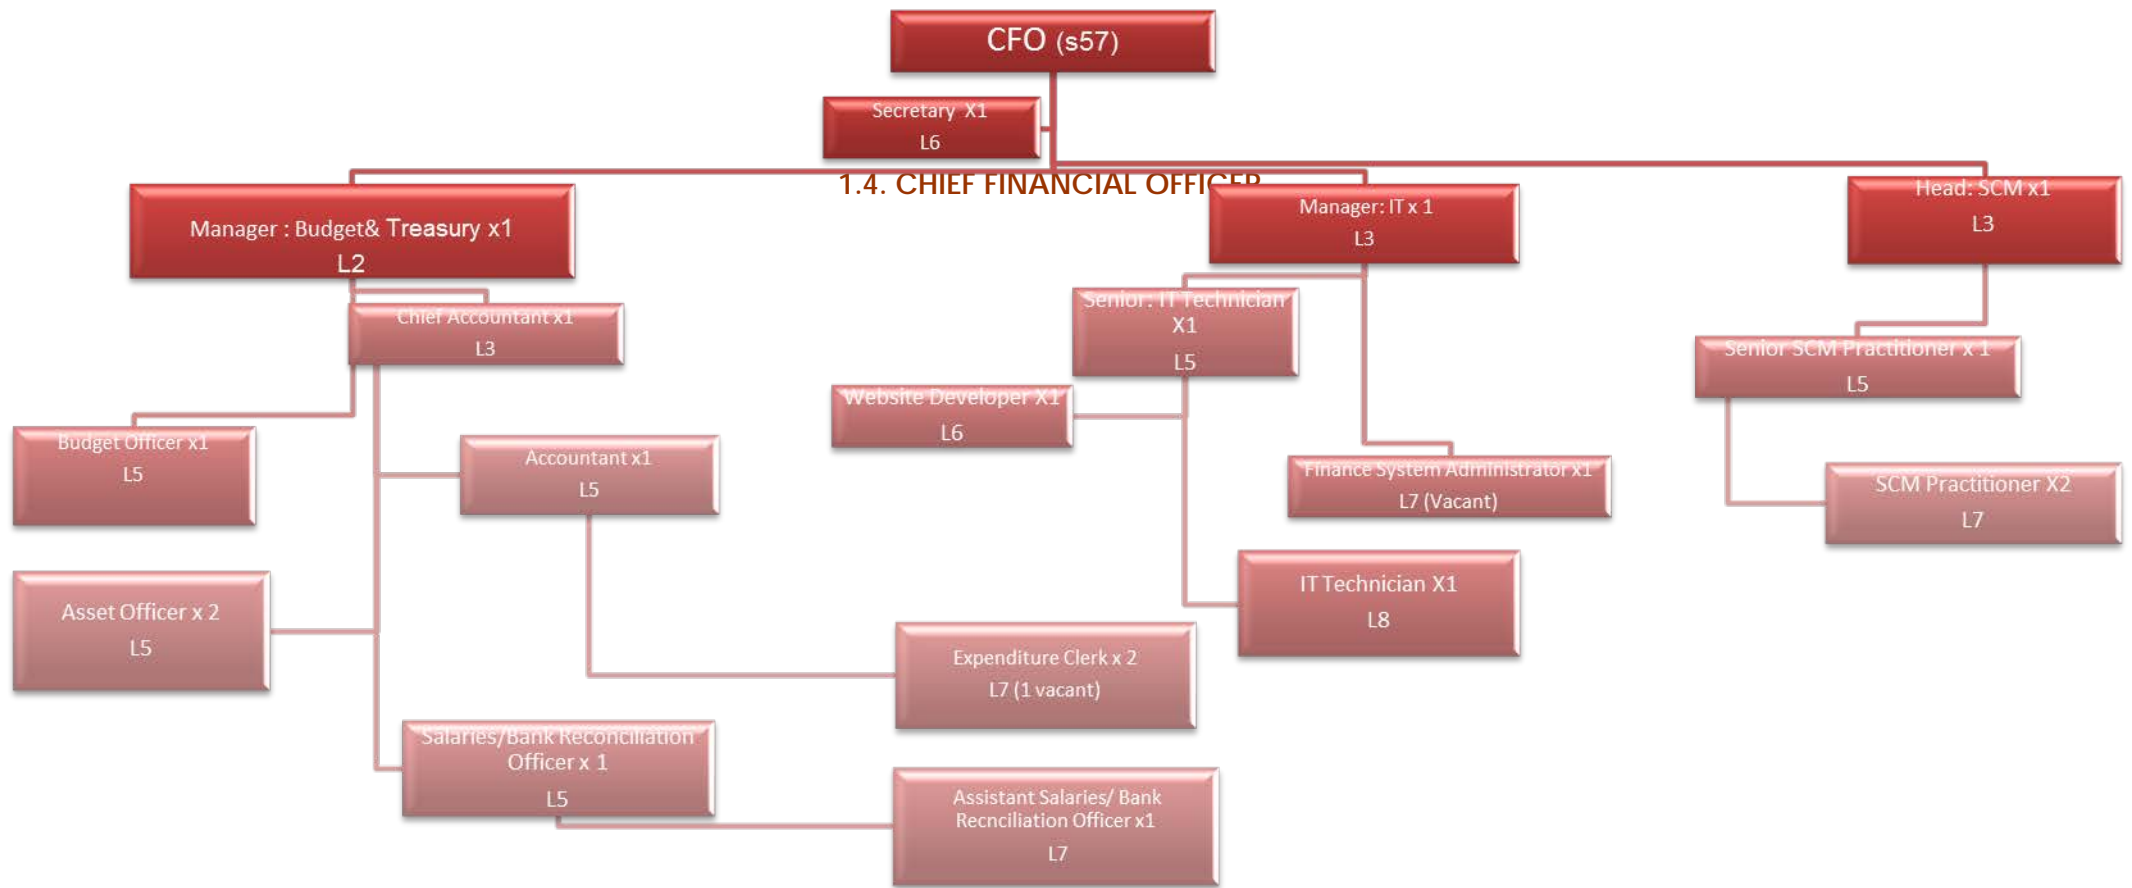 CFO (s57)
Secretary X1
L6
1.4. CHIEF FINANCIAL OFFICER
Manager : Budget& Treasury x1
L2
Manager: IT x 1
L3
Head: SCM x1
L3
Chief Accountant x1
L3
Senior: IT Technician
X1
L5
Senior SCM Practitioner x 1
L5
Website Developer X1
L6
Budget Officer x1
L5
Accountant x1
L5
Finance System Administrator x1
L7 (Vacant)
SCM Practitioner X2
L7
Asset Officer x 2
L5
IT Technician X1
L8
Expenditure Clerk x 2
L7 (1 vacant)
Salaries/Bank Reconciliation
Officer x 1
L5
Assistant Salaries/ Bank
Recnciliation Officer x1
L7